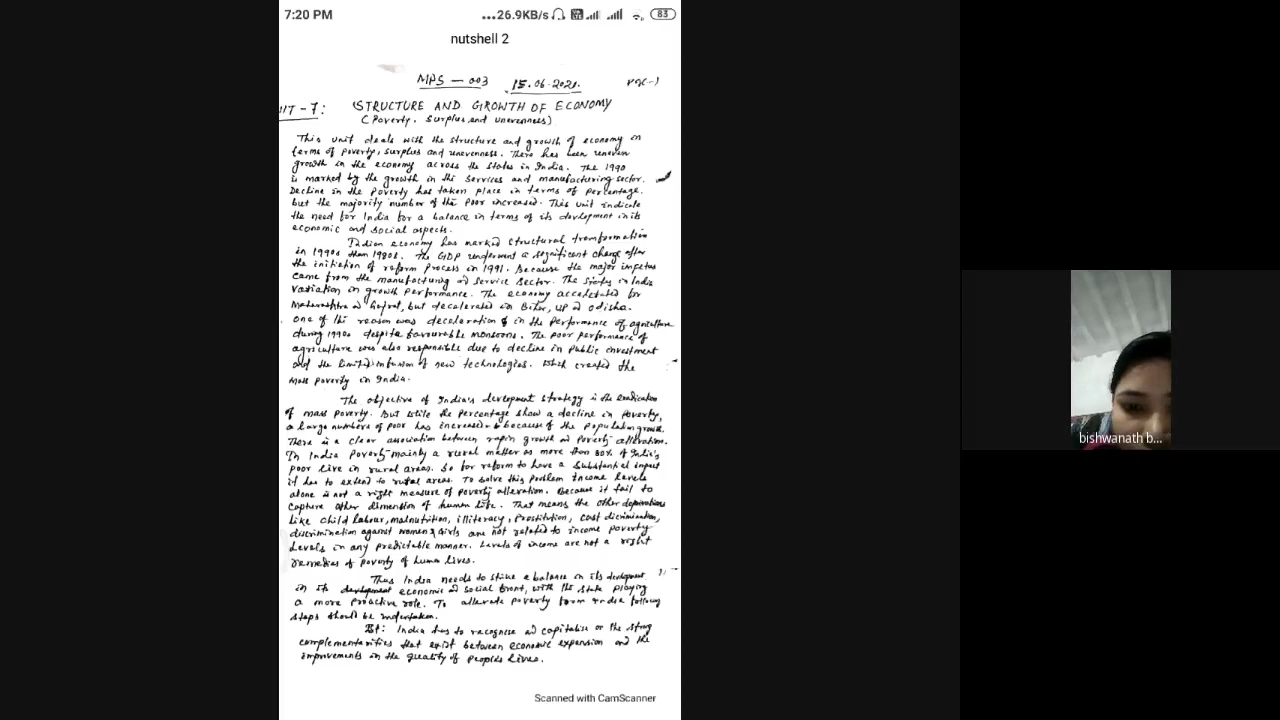 7:20 PM
...26.9KB/s 83
nutshell 2
MPS - 003 15.06.2021.
IT - 7: STRUCTURE AND GROWTH OF ECONOMY
(Poverty, Surplus and unevenness)
This unit deals with the structure and growth of economy in
terms of poverty, surplus and unevenness. There has been uneven
growth in the economy across the states in India. The 1990
is marked by the growth in the services and manufacturing sector.
Decline in the poverty has taken place in terms of percentage.
but the majority number of the poor increased. This unit indicate
the need for India for a balance in terms of its devlopment in its
economic and social aspects.
Indian economy has marked structural transformation
in 1990s than 1980s. The GDP underwent a significant change after
the initiation of reform process in 1991. Because the major impetus
came from the manufacturing and service sector. The in India
variation in growth performance. The economy accelerated for
Maharashtra and Gujrat, but decelerated in Bihar, UP and Odisha.
one of the reason was deceleration in the performance of agriculture
during 1990s despite favourable monsoons. The poor performance of
agriculture was also responsible due to decline in Public investment
and the limited infusion of new technologies. Which created the
mass poverty in India.
The objective of India's devlopment strategy is the eradication
of mass poverty. But while the percentage show a decline in Poverty,
a large numbers of poor has increased because of the population growth.
There is a clear association between rapid growth and poverty alleration.
In India Poverty mainly a rural matter as more than 80% of India's
poor live in rural areas. So for reform to have a substantial impact
it has to extend to rural areas. To solve this problem income levels
alone is not a right measure of poverty alleration. Because it fail to
capture other dimension of human life. That means the other deprivations
like child labour, malnutrition, illiteracy, Prostitution, cast dicrimination,
discrimination against women & girls are not related to income poverty
Levels in any predictable manner. Levels of income are not a right
remedies of poverty of human lives.
Thus India needs to strike a balance in its devlopment
in its economic and social front, with the state playing
a more proactive role. To allevate poverty form India following
steps should be undertaken.
Ist: India has to recognise and capitalise on the strong
complementarities that exist between economic expansion and the
improvements in the quality of Peoples lives.
Scanned with CamScanner
bishwanath b...